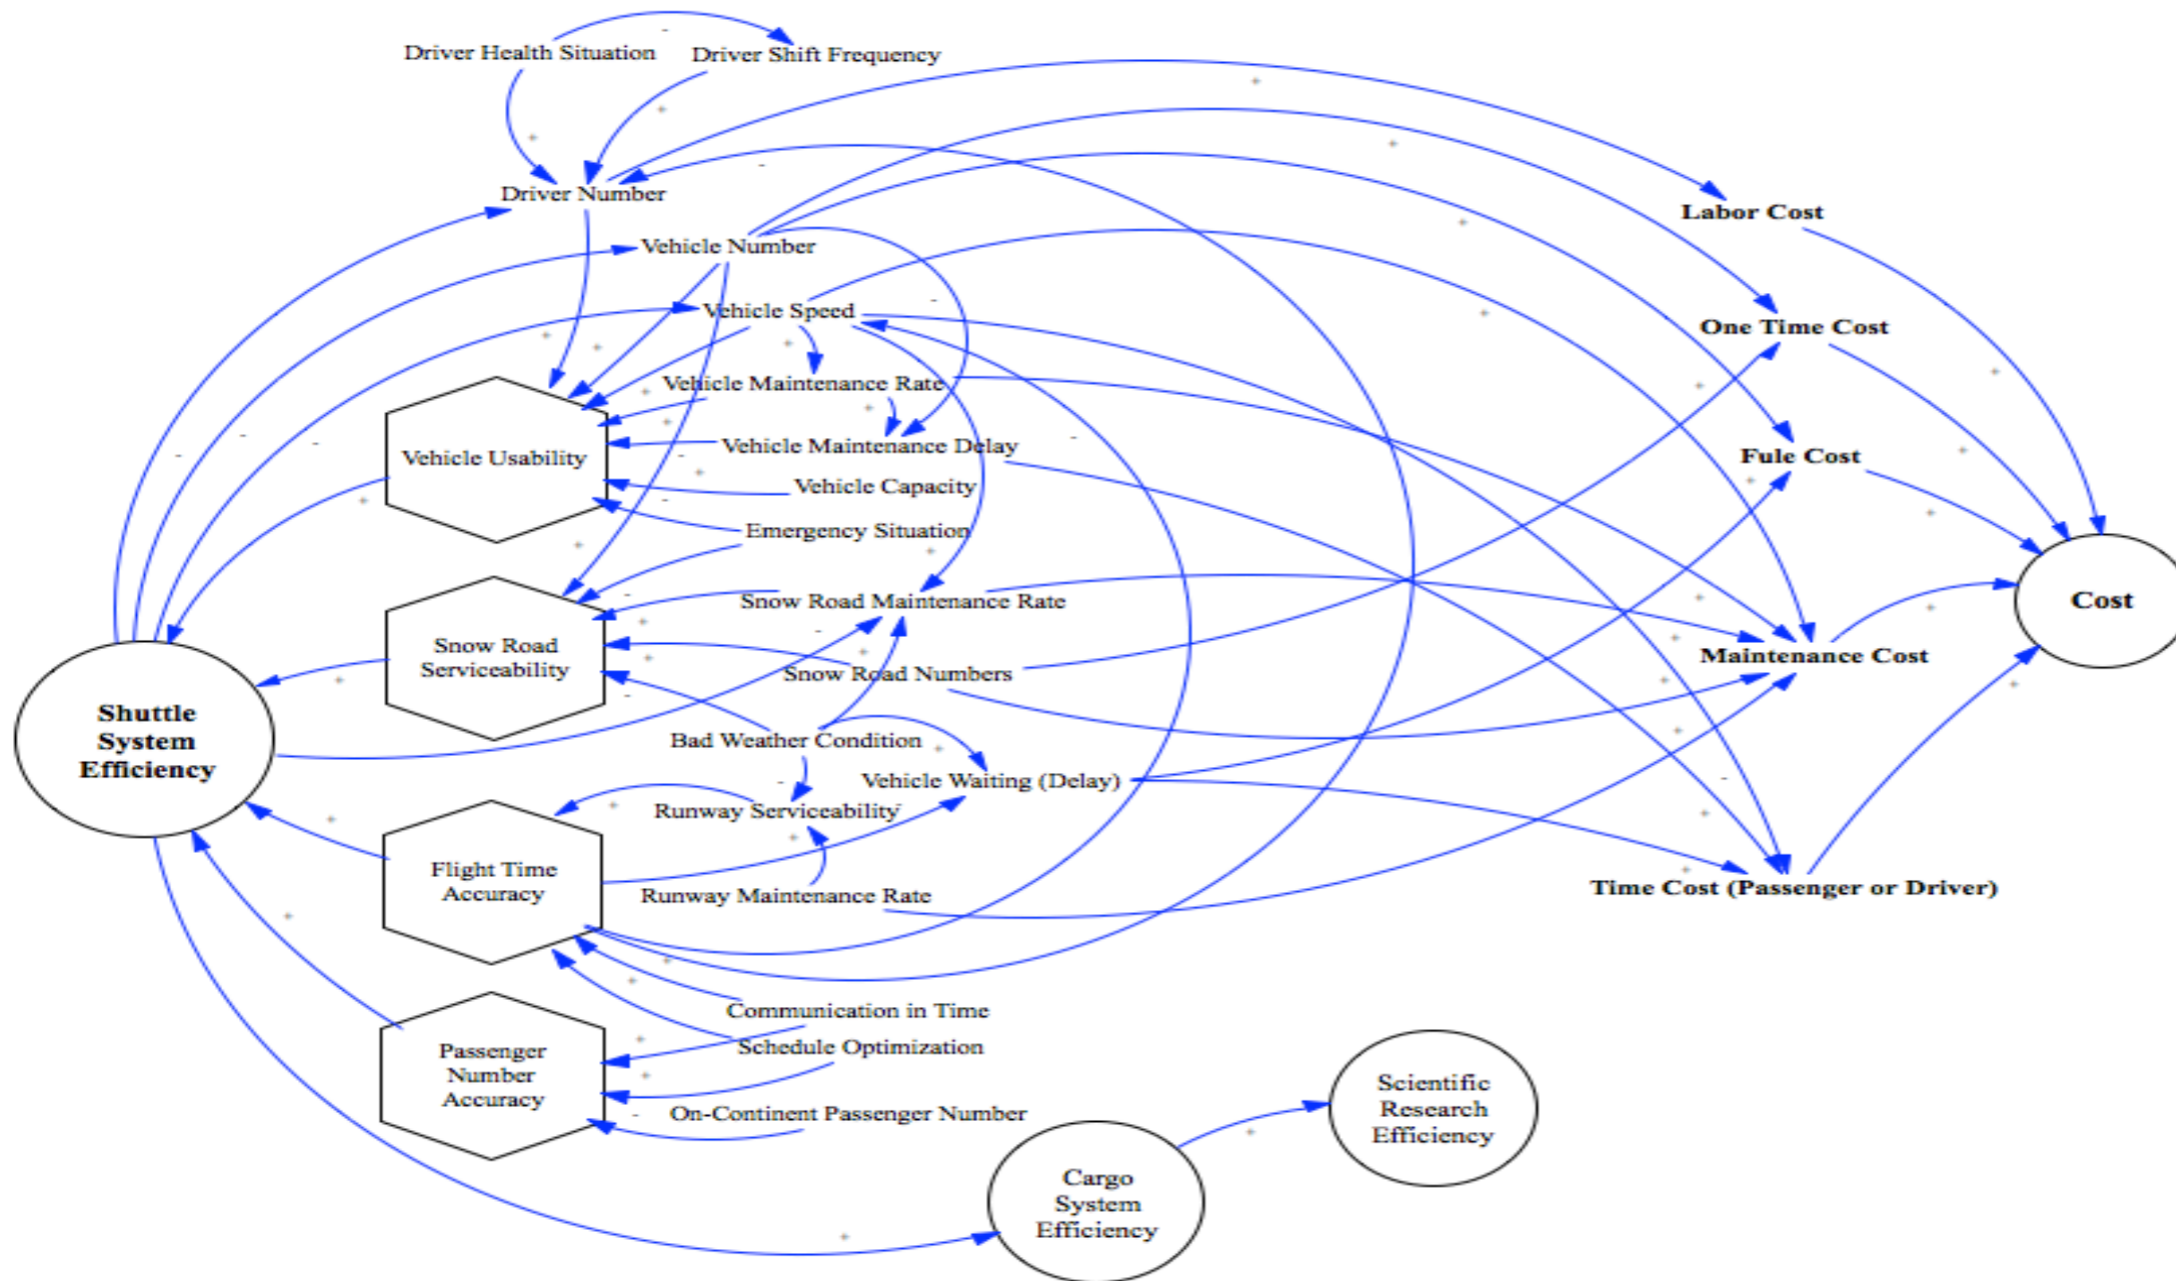 Driver Health Situation
Driver Shift Frequency
Driver Number
Labor Cost
Vehicle Number
Vehicle Speed
One Time Cost
Vehicle Maintenance Rate
Vehicle Maintenance Delay
Vehicle Usability
Fule Cost
Vehicle Capacity
Emergency Situation
Snow Road Maintenance Rate
Cost
Snow Road
Serviceability
Snow Road Numbers
Maintenance Cost
Shuttle
System
Efficiency
Bad Weather Condition
Vehicle Waiting (Delay)
Runway Serviceability
Flight Time
Accuracy
Runway Maintenance Rate
Time Cost (Passenger or Driver)
Communication in Time
Schedule Optimization
Passenger
Number
Accuracy
On-Continent Passenger Number
Scientific
Research
Efficiency
Cargo
System
Efficiency